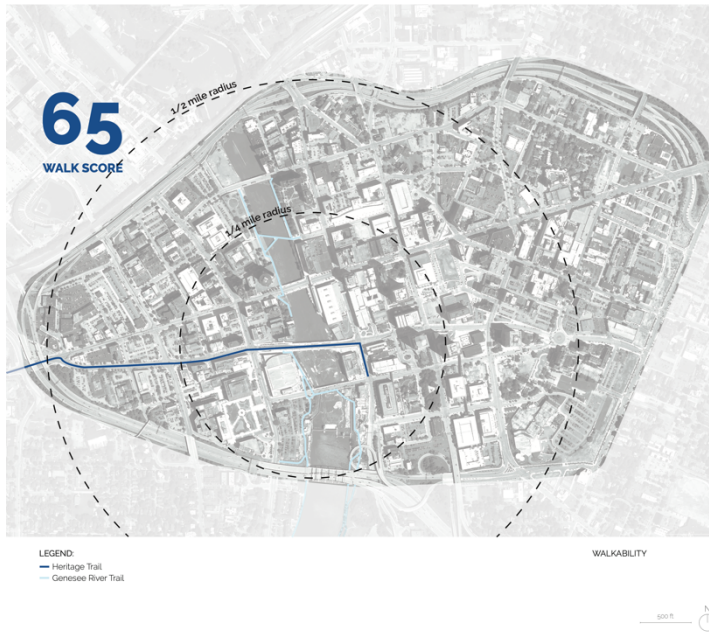 1/2 mile radius
65
WALK SCORE
1/4 mile radius
LEGEND:
Heritage Trail
Genesee River Trail
WALKABILITY
500 ft
N